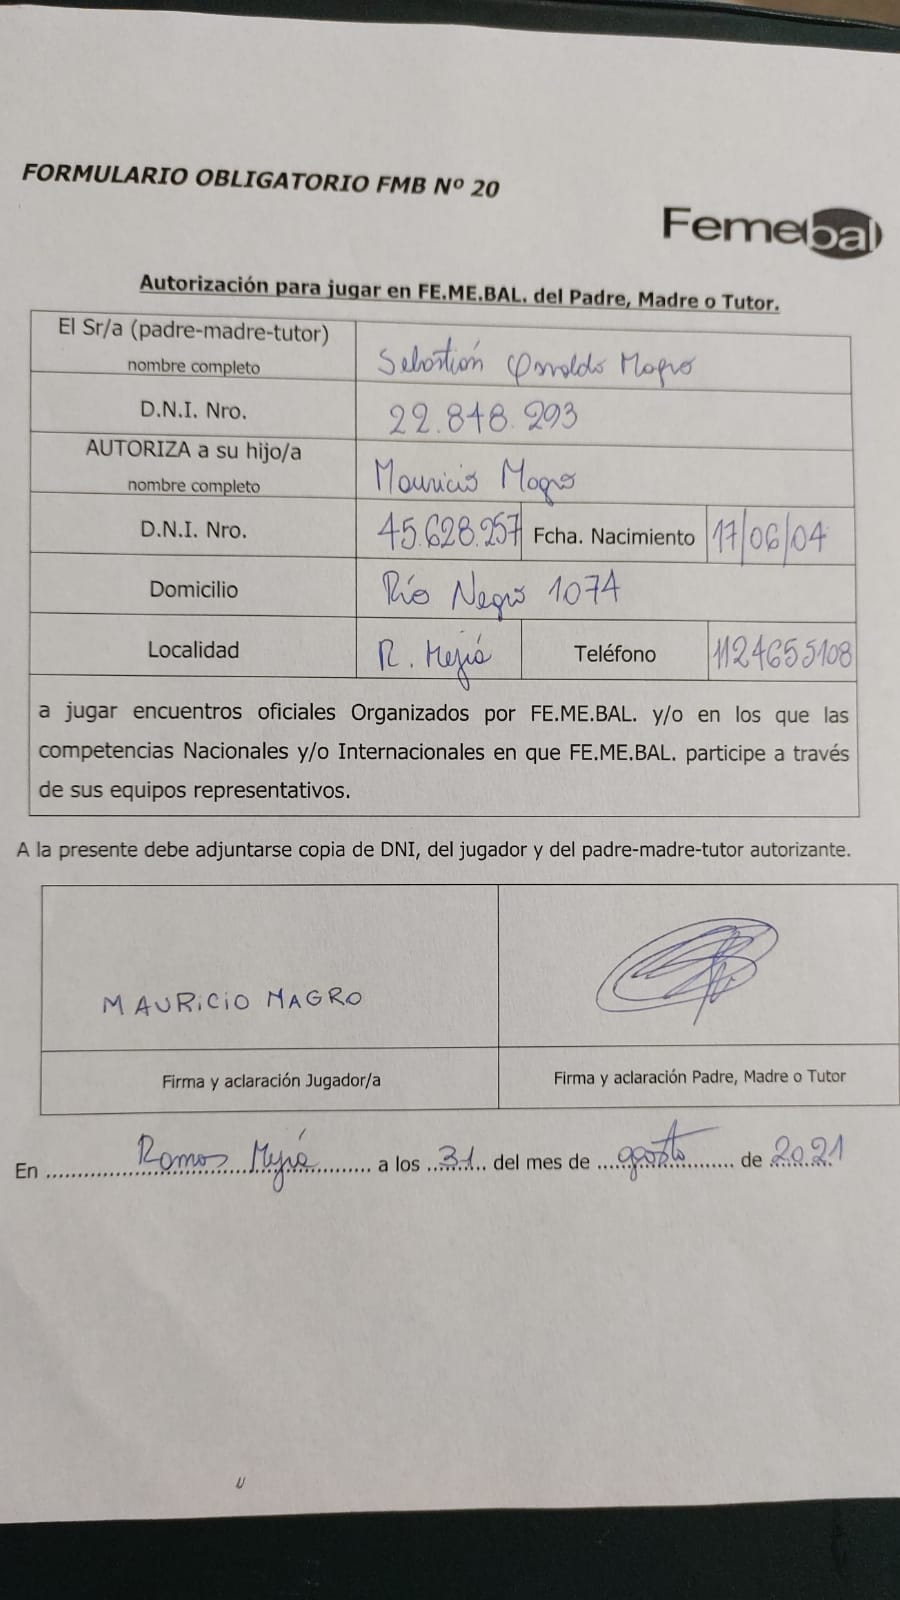 FORMULARIO OBLIGATORIO FMB Nº 20
Femebal
Autorización para jugar en FE.ME.BAL. del Padre, Madre o Tutor.
El Sr/a (padre-madre-tutor)
nombre completo
Sebastián Osvaldo Magro
D.N.I. Nro.
22.848.293
AUTORIZA a su hijo/a
nombre completo
Mauricio Magro
D.N.I. Nro.
45.628.257
Fcha. Nacimiento
17/06/04
Domicilio
Río Negro 1074
Localidad
R. Mejía
Teléfono
1124655108
a jugar encuentros oficiales Organizados por FE.ME.BAL. y/o en los que las
competencias Nacionales y/o Internacionales en que FE.ME.BAL. participe a través
de sus equipos representativos.
A la presente debe adjuntarse copia de DNI, del jugador y del padre-madre-tutor autorizante.
MAURICIO MAGRO
Firma y aclaración Jugador/a
Firma y aclaración Padre, Madre o Tutor
En Ramos Mejía a los 31 del mes de agosto de 2021